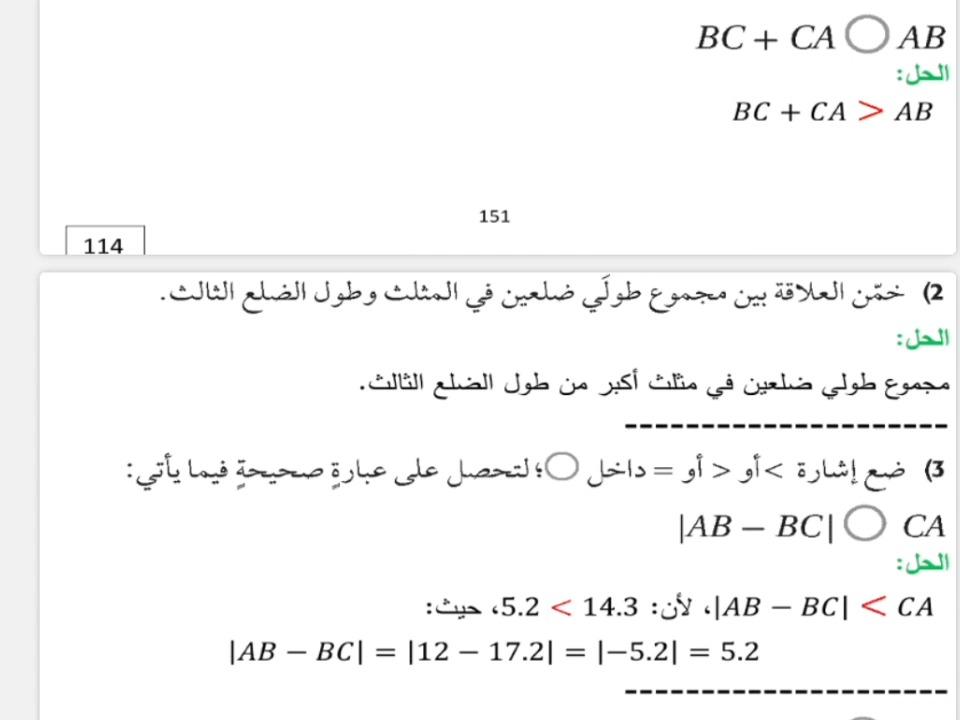 BC + CA ◯ AB
الحل:
BC + CA > AB
151
114
2) خمّن العلاقة بين مجموع طولَي ضلعين في المثلث وطول الضلع الثالث.
الحل:
مجموع طولي ضلعين في مثلث أكبر من طول الضلع الثالث.
3) ضع إشارة > أو < أو = داخل ◯؛ لتحصل على عبارةٍ صحيحةٍ فيما يأتي:
|AB − BC| ◯ CA
الحل:
|AB − BC| < CA، لأن: 5.2 < 14.3، حيث:
|AB − BC| = |12 − 17.2| = |−5.2| = 5.2